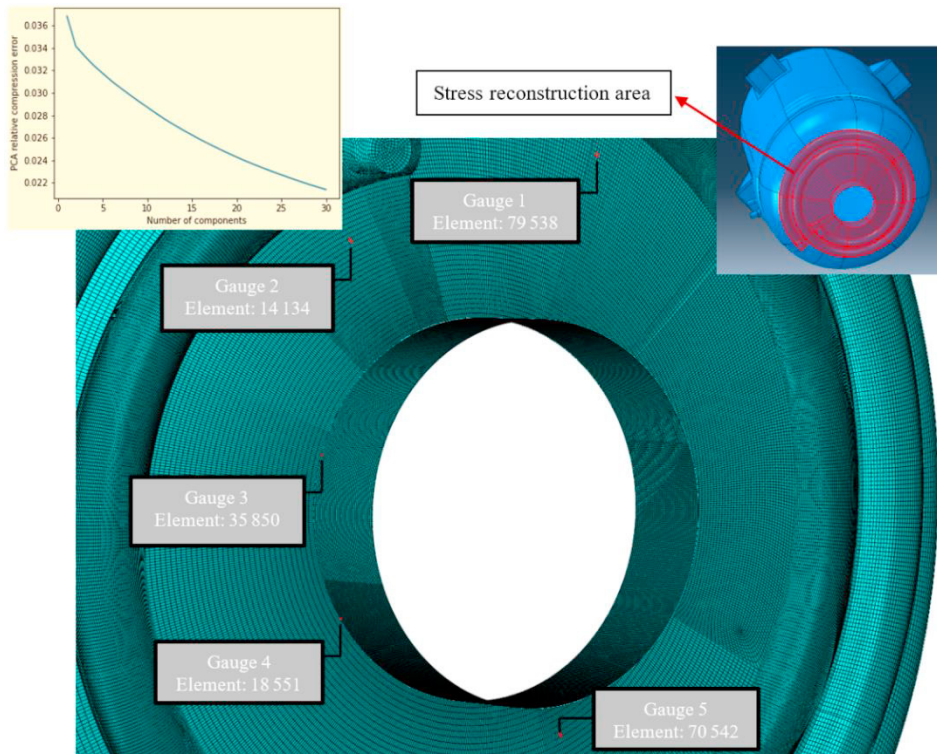 0.036
0.034
0.032
0.030
0.028
0.026
0.024
0.022
PCA relative compression error
0
5
10
15
20
25
30
Number of components
Stress reconstruction area
Gauge 1
Element: 79 538
Gauge 2
Element: 14 134
Gauge 3
Element: 35 850
Gauge 4
Element: 18 551
Gauge 5
Element: 70 542